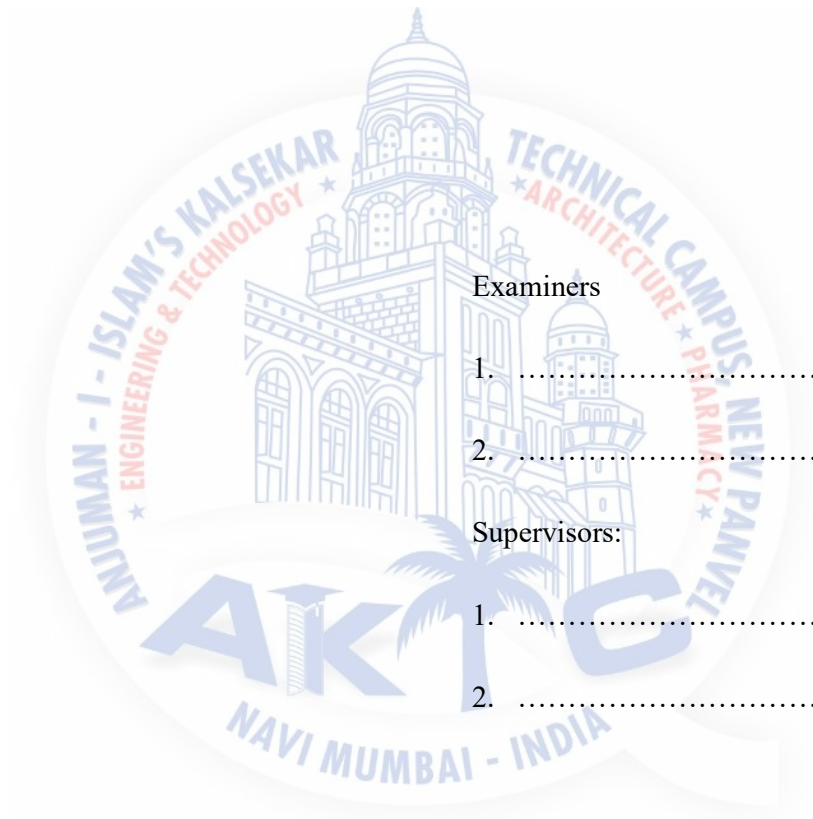 ANJUMAN - I - ISLAM'S KALSEKAR TECHNICAL CAMPUS, NEW PANVEL
ENGINEERING & TECHNOLOGY ★ ★ ARCHITECTURE ★ PHARMACY ★
Examiners
1. ................................
2. ................................
Supervisors:
1. ................................
2. ................................
AKTC
NAVI MUMBAI - INDIA